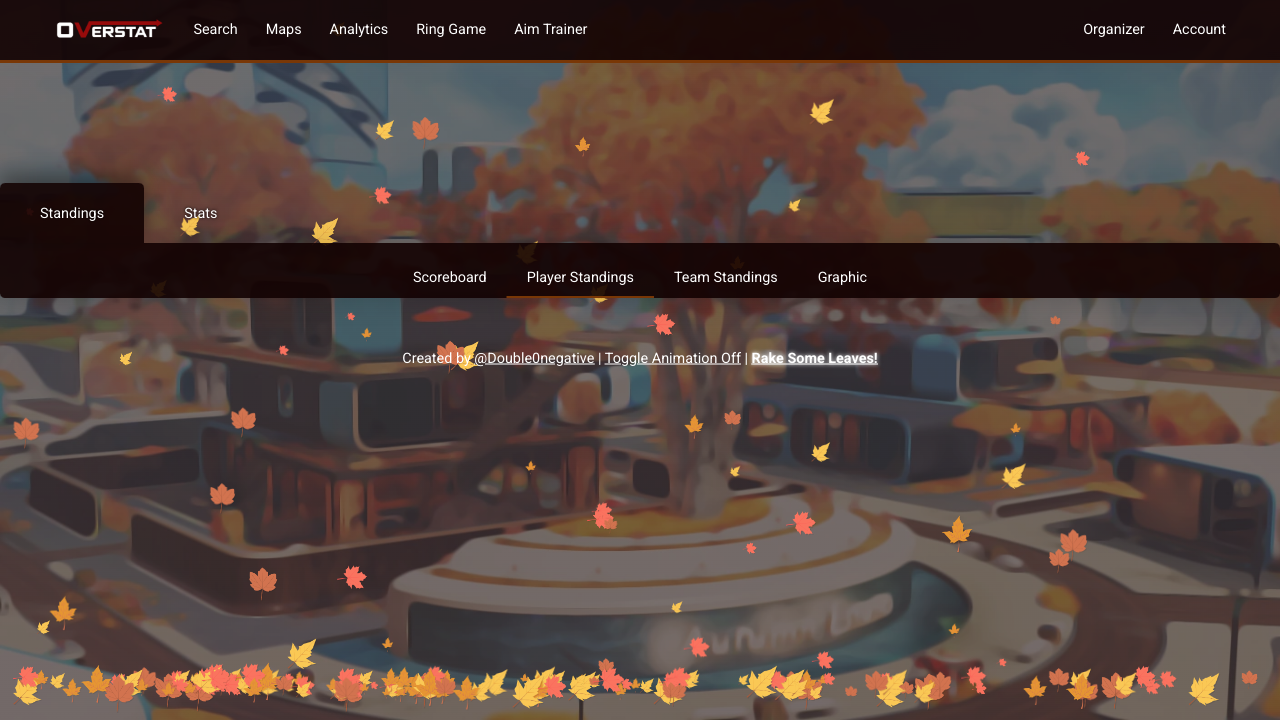 OVERSTAT Search Maps Analytics Ring Game Aim Trainer Organizer Account
Standings Stats
Scoreboard Player Standings Team Standings Graphic
Created by @Double0negative | Toggle Animation Off | Rake Some Leaves!